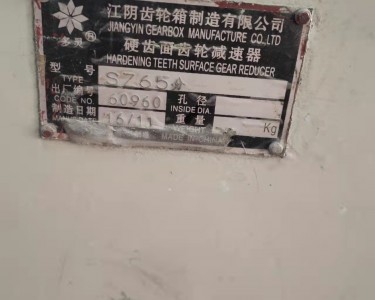 江阴齿轮箱制造有限公司
JIANGYIN GEARBOX MANUFACTURE CO.,LTD
硬齿面齿轮减速器
HARDENING TEETH SURFACE GEAR REDUCER
型号 SZ65
TYPE
出厂编号 60960 孔径
CODE NO. INSIDE DIA.
制造日期 16/11 重量 Kg
MADE IN CHINA